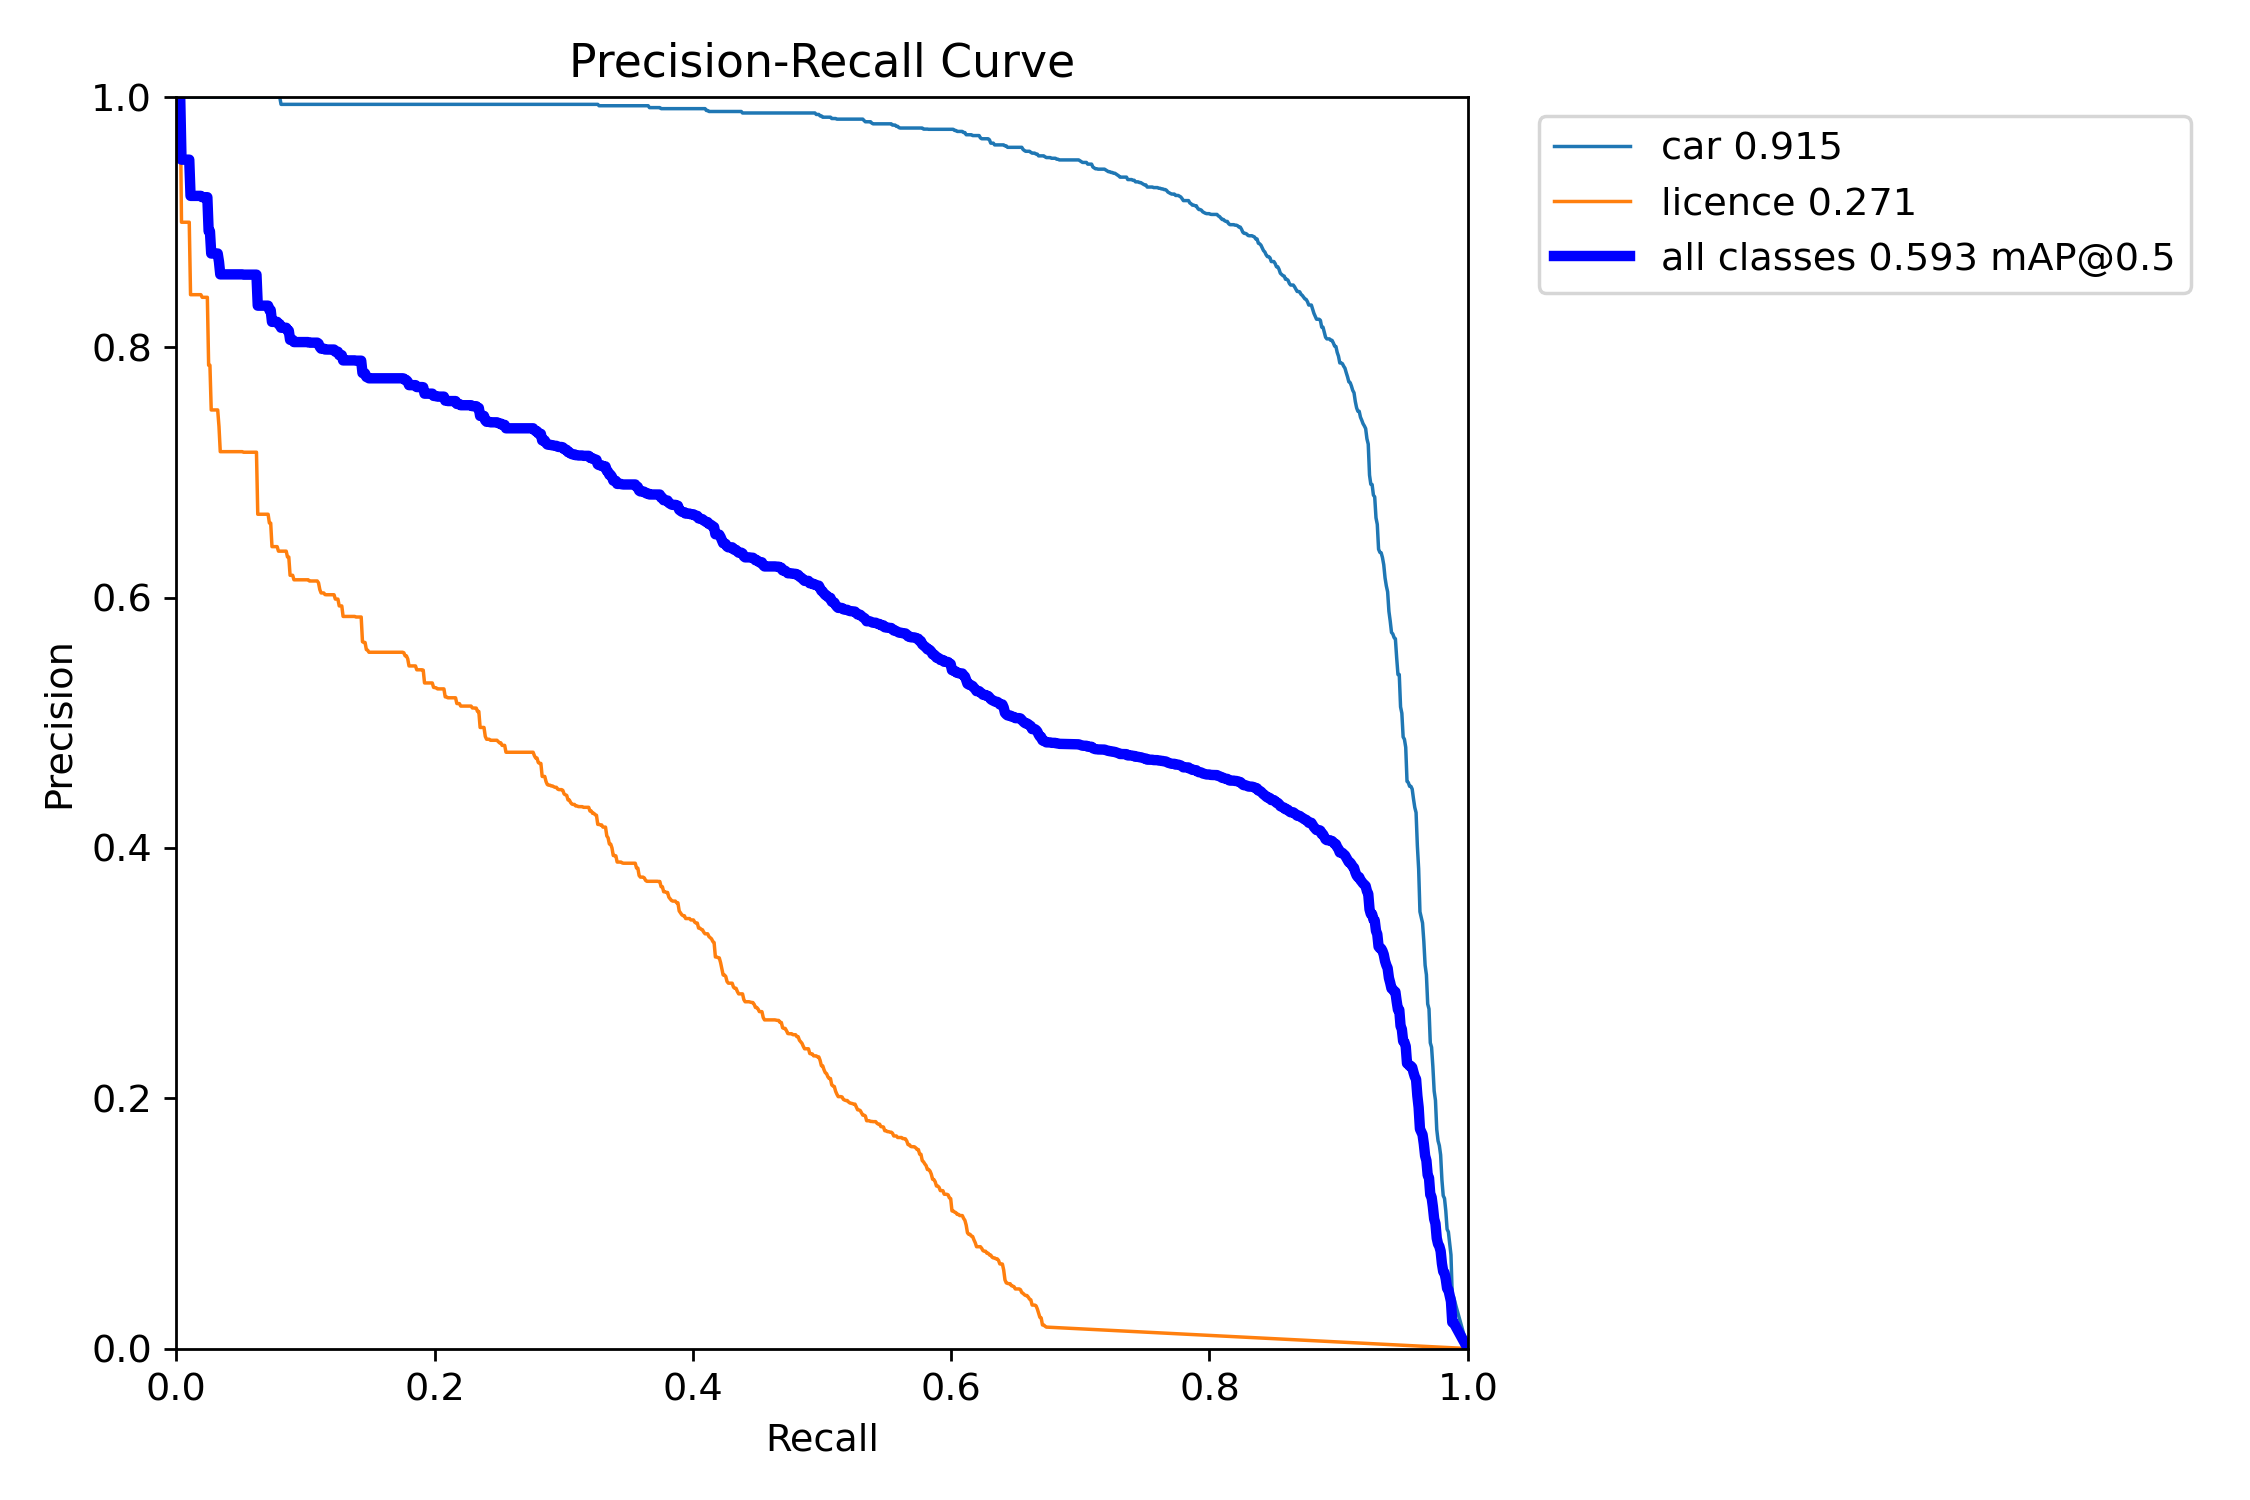 Precision-Recall Curve
1.0
0.8
0.6
0.4
0.2
0.0
Precision
0.0 0.2 0.4 0.6 0.8 1.0
Recall
car 0.915
licence 0.271
all classes 0.593 mAP@0.5